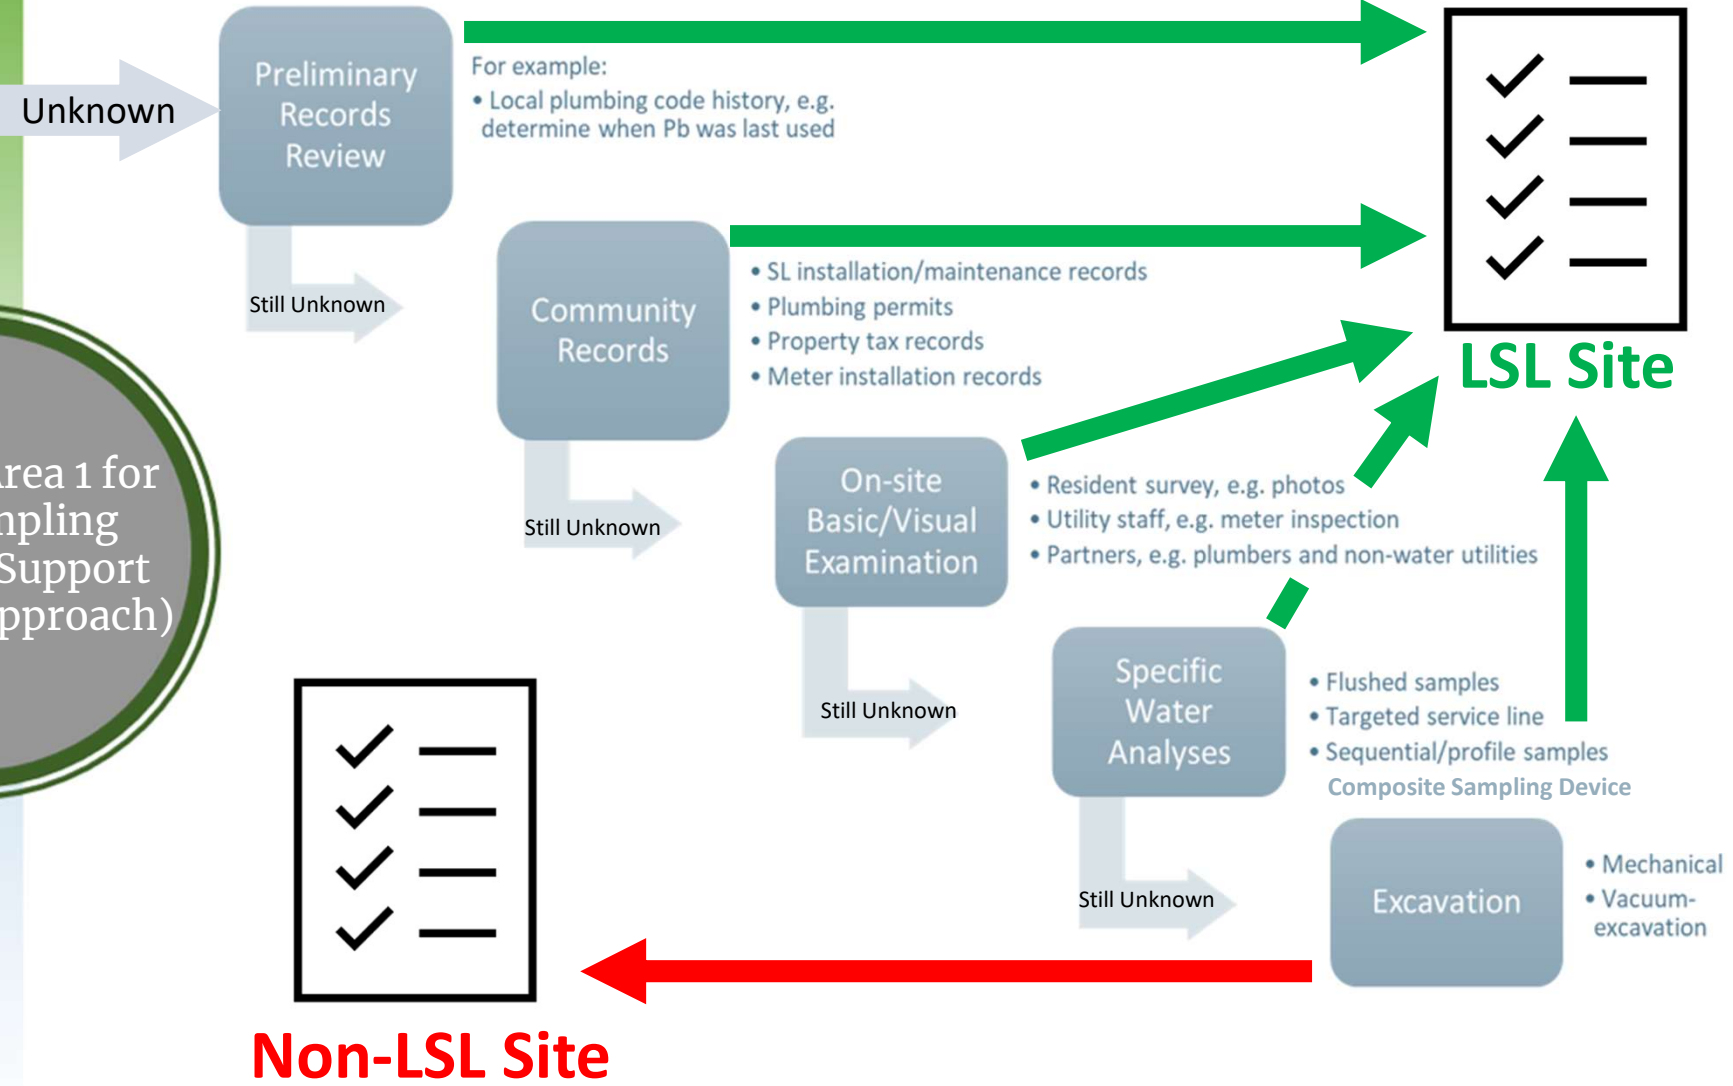 Unknown
Preliminary
Records
Review
For example:
• Local plumbing code history, e.g.
determine when Pb was last used
Still Unknown
Community
Records
• SL installation/maintenance records
• Plumbing permits
• Property tax records
• Meter installation records
LSL Site
Still Unknown
On-site
Basic/Visual
Examination
• Resident survey, e.g. photos
• Utility staff, e.g. meter inspection
• Partners, e.g. plumbers and non-water utilities
rea 1 for
mpling
Support
pproach)
Still Unknown
Specific
Water
Analyses
• Flushed samples
• Targeted service line
• Sequential/profile samples
Composite Sampling Device
Still Unknown
Excavation
• Mechanical
• Vacuum-
excavation
Non-LSL Site